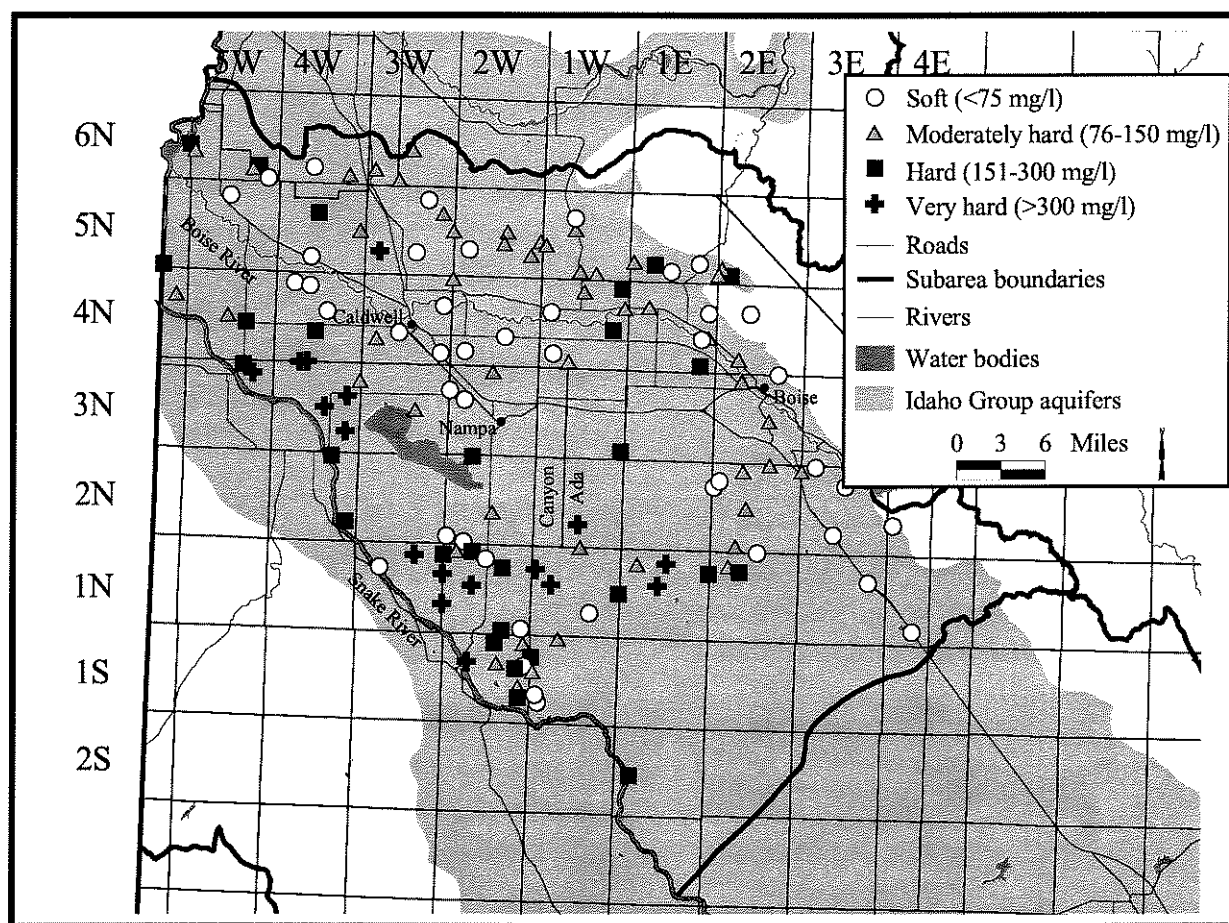 5W 4W 3W 2W 1W 1E 2E 3E 4E
6N
5N
4N
3N
2N
1N
1S
2S
Soft (<75 mg/l)
Moderately hard (76-150 mg/l)
Hard (151-300 mg/l)
Very hard (>300 mg/l)
Roads
Subarea boundaries
Rivers
Water bodies
Idaho Group aquifers
0 3 6 Miles
Boise River
Caldwell
Boise
Nampa
Canyon
Ada
Snake River